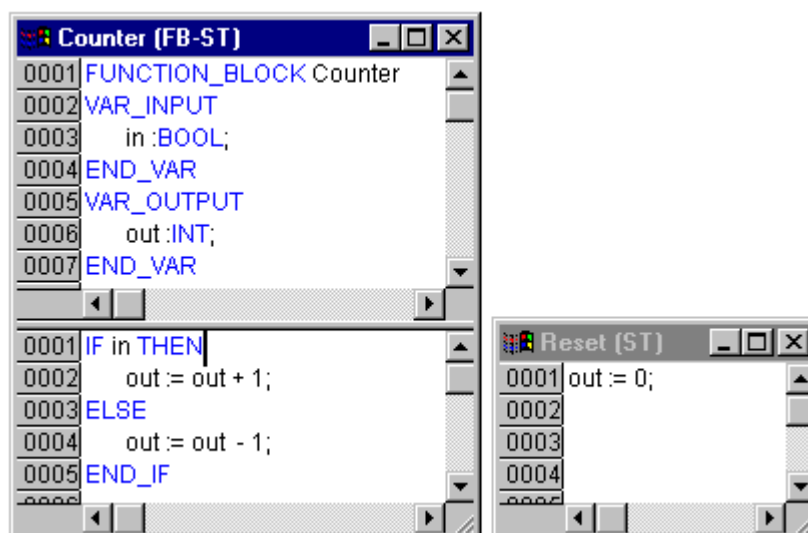 Counter (FB-ST)
0001 FUNCTION_BLOCK Counter
0002 VAR_INPUT
0003 in :BOOL;
0004 END_VAR
0005 VAR_OUTPUT
0006 out :INT;
0007 END_VAR
0001 IF in THEN
0002 out := out + 1;
0003 ELSE
0004 out := out - 1;
0005 END_IF
Reset (ST)
0001 out := 0;
0002
0003
0004